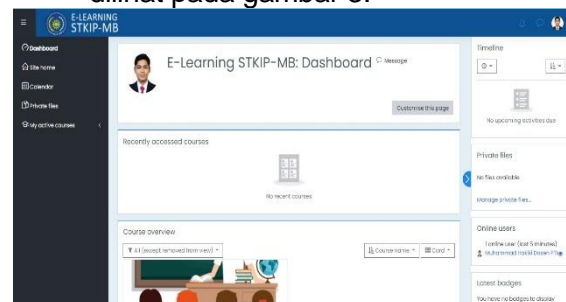 dilihat pada gambar 8.
E-LEARNING
STKIP-MB
Dashboard
Site home
Calendar
Private files
My active courses
E-Learning STKIP-MB: Dashboard
Message
Customise this page
Recently accessed courses
No recent courses
Course overview
All (except removed from view)
Course name
Card
Timeline
No upcoming activities due
Private files
No files available
Manage private files...
Online users
1 online user (last 5 minutes)
Muhammad
Latest badges
You have no badges to display